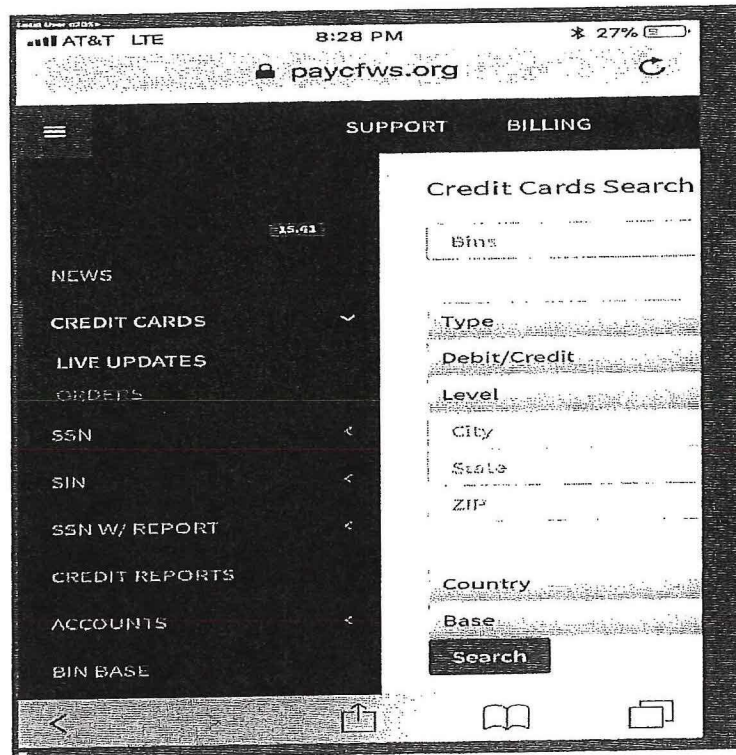 AT&T LTE 8:28 PM 27%
paycfws.org
SUPPORT BILLING
Credit Cards Search
15.41
Bins
NEWS
CREDIT CARDS
Type
LIVE UPDATES
Debit/Credit
ORDERS
Level
SSN
City
SIN
State
ZIP
SSN W/ REPORT
CREDIT REPORTS
Country
ACCOUNTS
Base
BIN BASE
Search